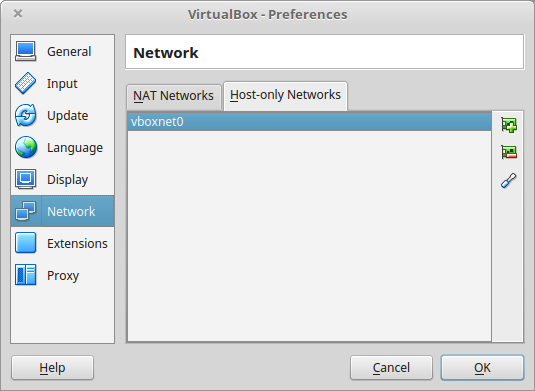 VirtualBox - Preferences
General
Input
Update
Language
Display
Network
Extensions
Proxy
Network
NAT Networks
Host-only Networks
vboxnet0
Help
Cancel
OK